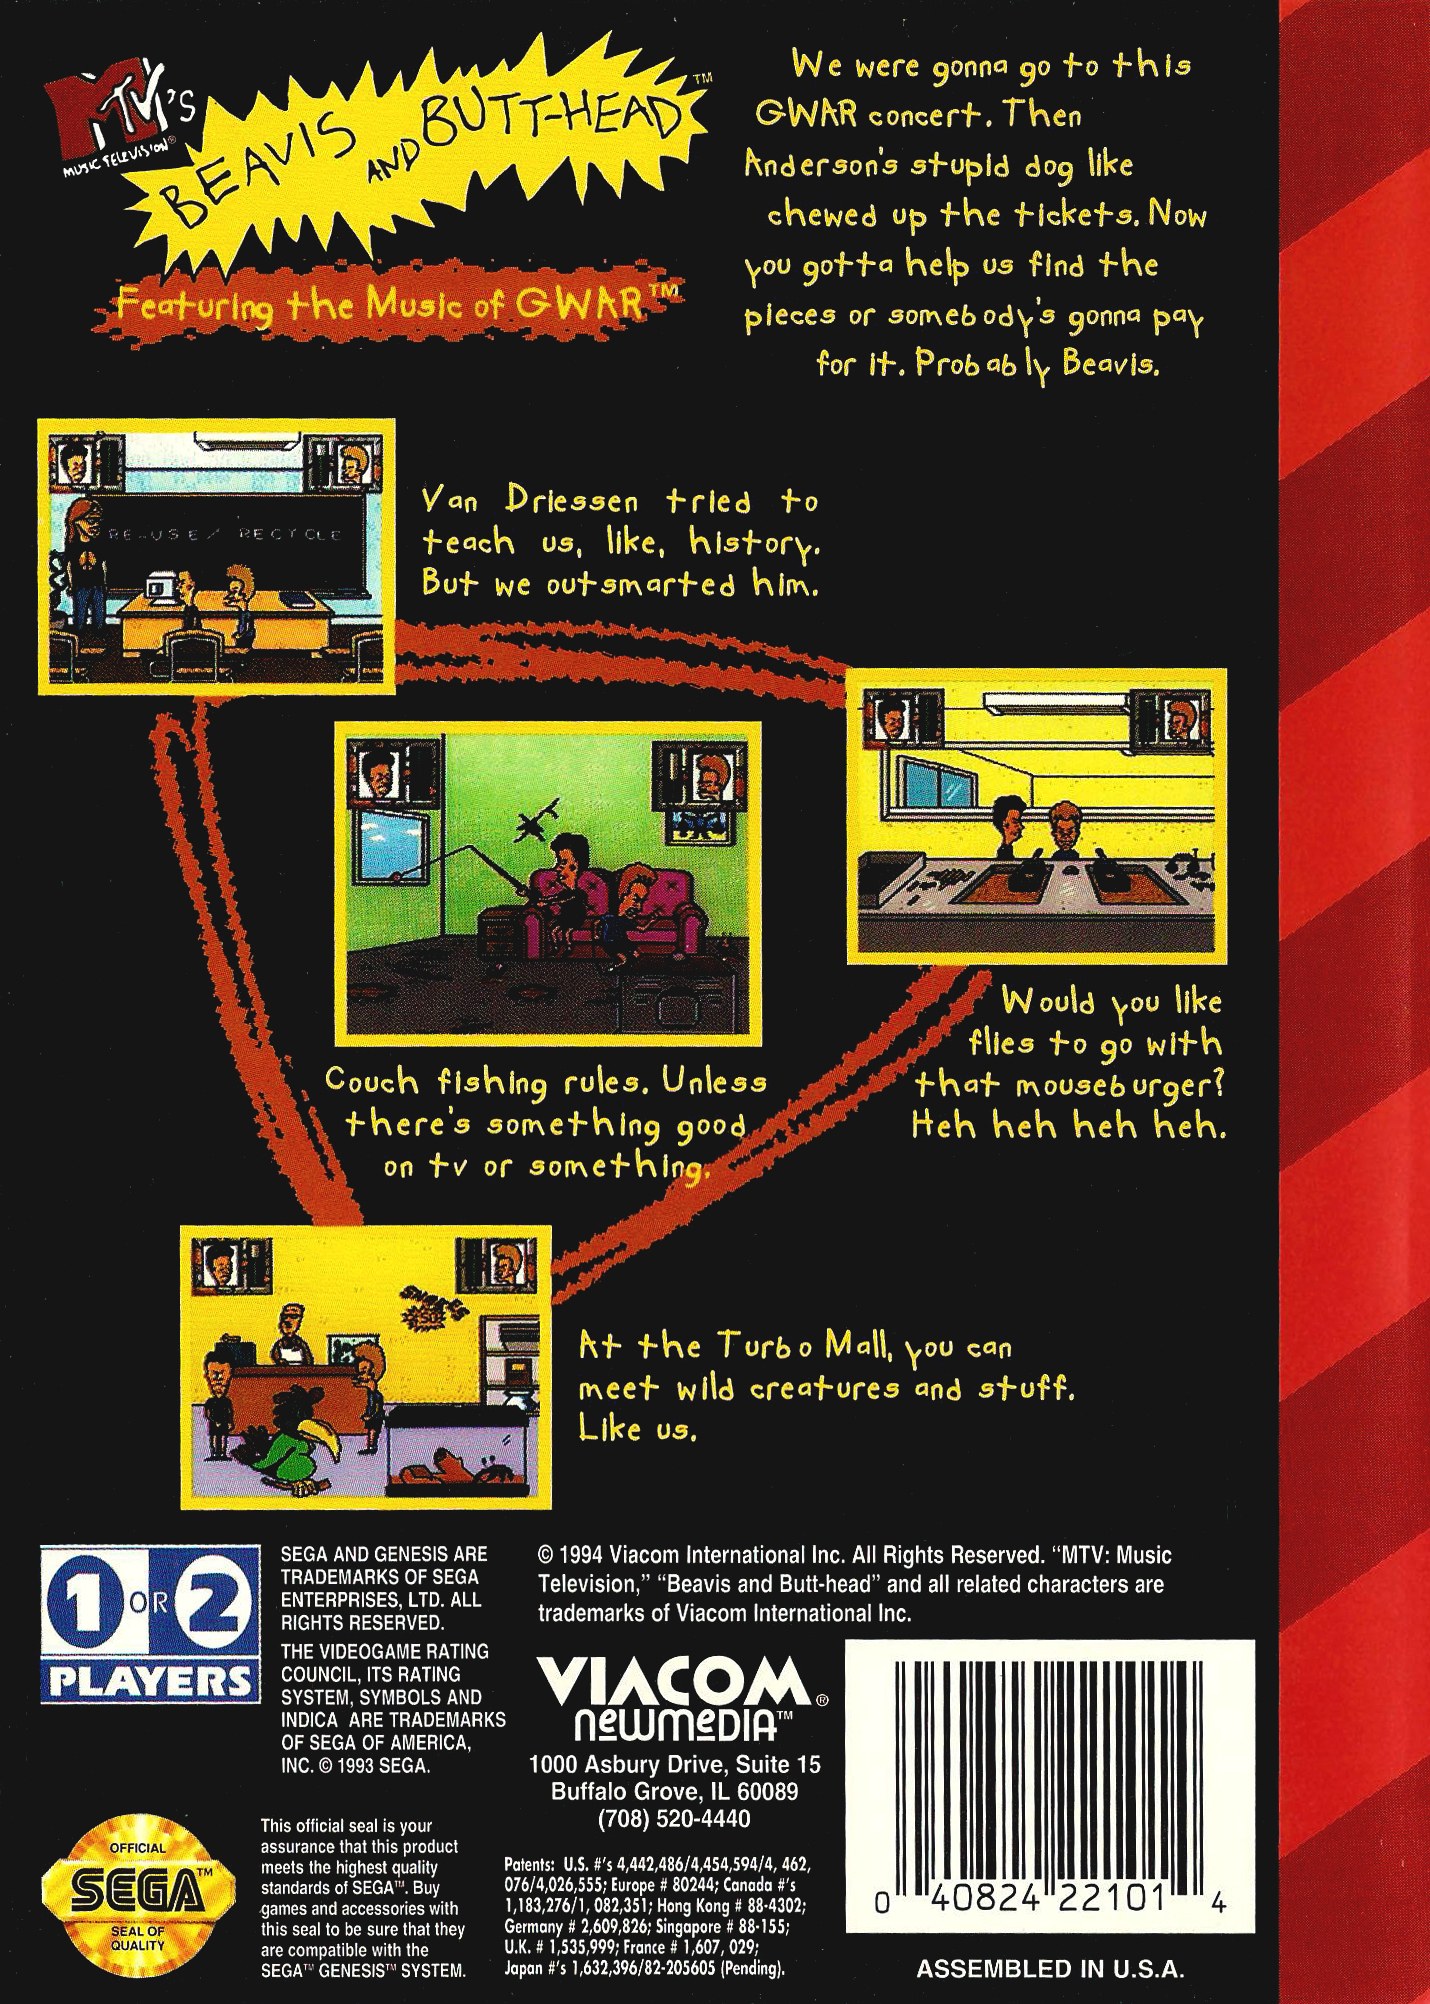 MTV'S
MUSIC TELEVISION®
BEAVIS AND BUTT-HEAD™
Featuring the Music of GWAR™
We were gonna go to this
GWAR concert. Then
Anderson's stupid dog like
chewed up the tickets. Now
you gotta help us find the
pieces or somebody's gonna pay
for it. Probably Beavis.
RE-USE/ RECYCLE
Van Driessen tried to
teach us, like, history.
But we outsmarted him.
Couch fishing rules. Unless
there's something good
on tv or something.
Would you like
flies to go with
that mouseburger?
Heh heh heh heh.
At the Turbo Mall, you can
meet wild creatures and stuff.
Like us.
1 OR 2
PLAYERS
SEGA AND GENESIS ARE
TRADEMARKS OF SEGA
ENTERPRISES, LTD. ALL
RIGHTS RESERVED.
THE VIDEOGAME RATING
COUNCIL, ITS RATING
SYSTEM, SYMBOLS AND
INDICA ARE TRADEMARKS
OF SEGA OF AMERICA,
INC. © 1993 SEGA.
© 1994 Viacom International Inc. All Rights Reserved. “MTV: Music
Television,” “Beavis and Butt-head” and all related characters are
trademarks of Viacom International Inc.
VIACOM®
newmedia™
1000 Asbury Drive, Suite 15
Buffalo Grove, IL 60089
(708) 520-4440
OFFICIAL
SEGA™
SEAL OF
QUALITY
This official seal is your
assurance that this product
meets the highest quality
standards of SEGA™. Buy
games and accessories with
this seal to be sure that they
are compatible with the
SEGA™ GENESIS™ SYSTEM.
Patents: U.S. #'s 4,442,486/4,454,594/4, 462,
076/4,026,555; Europe # 80244; Canada #'s
1,183,276/1, 082,351; Hong Kong # 88-4302;
Germany # 2,609,826; Singapore # 88-155;
U.K. # 1,535,999; France # 1,607, 029;
Japan #'s 1,632,396/82-205605 (Pending).
0 40824 22101 4
ASSEMBLED IN U.S.A.